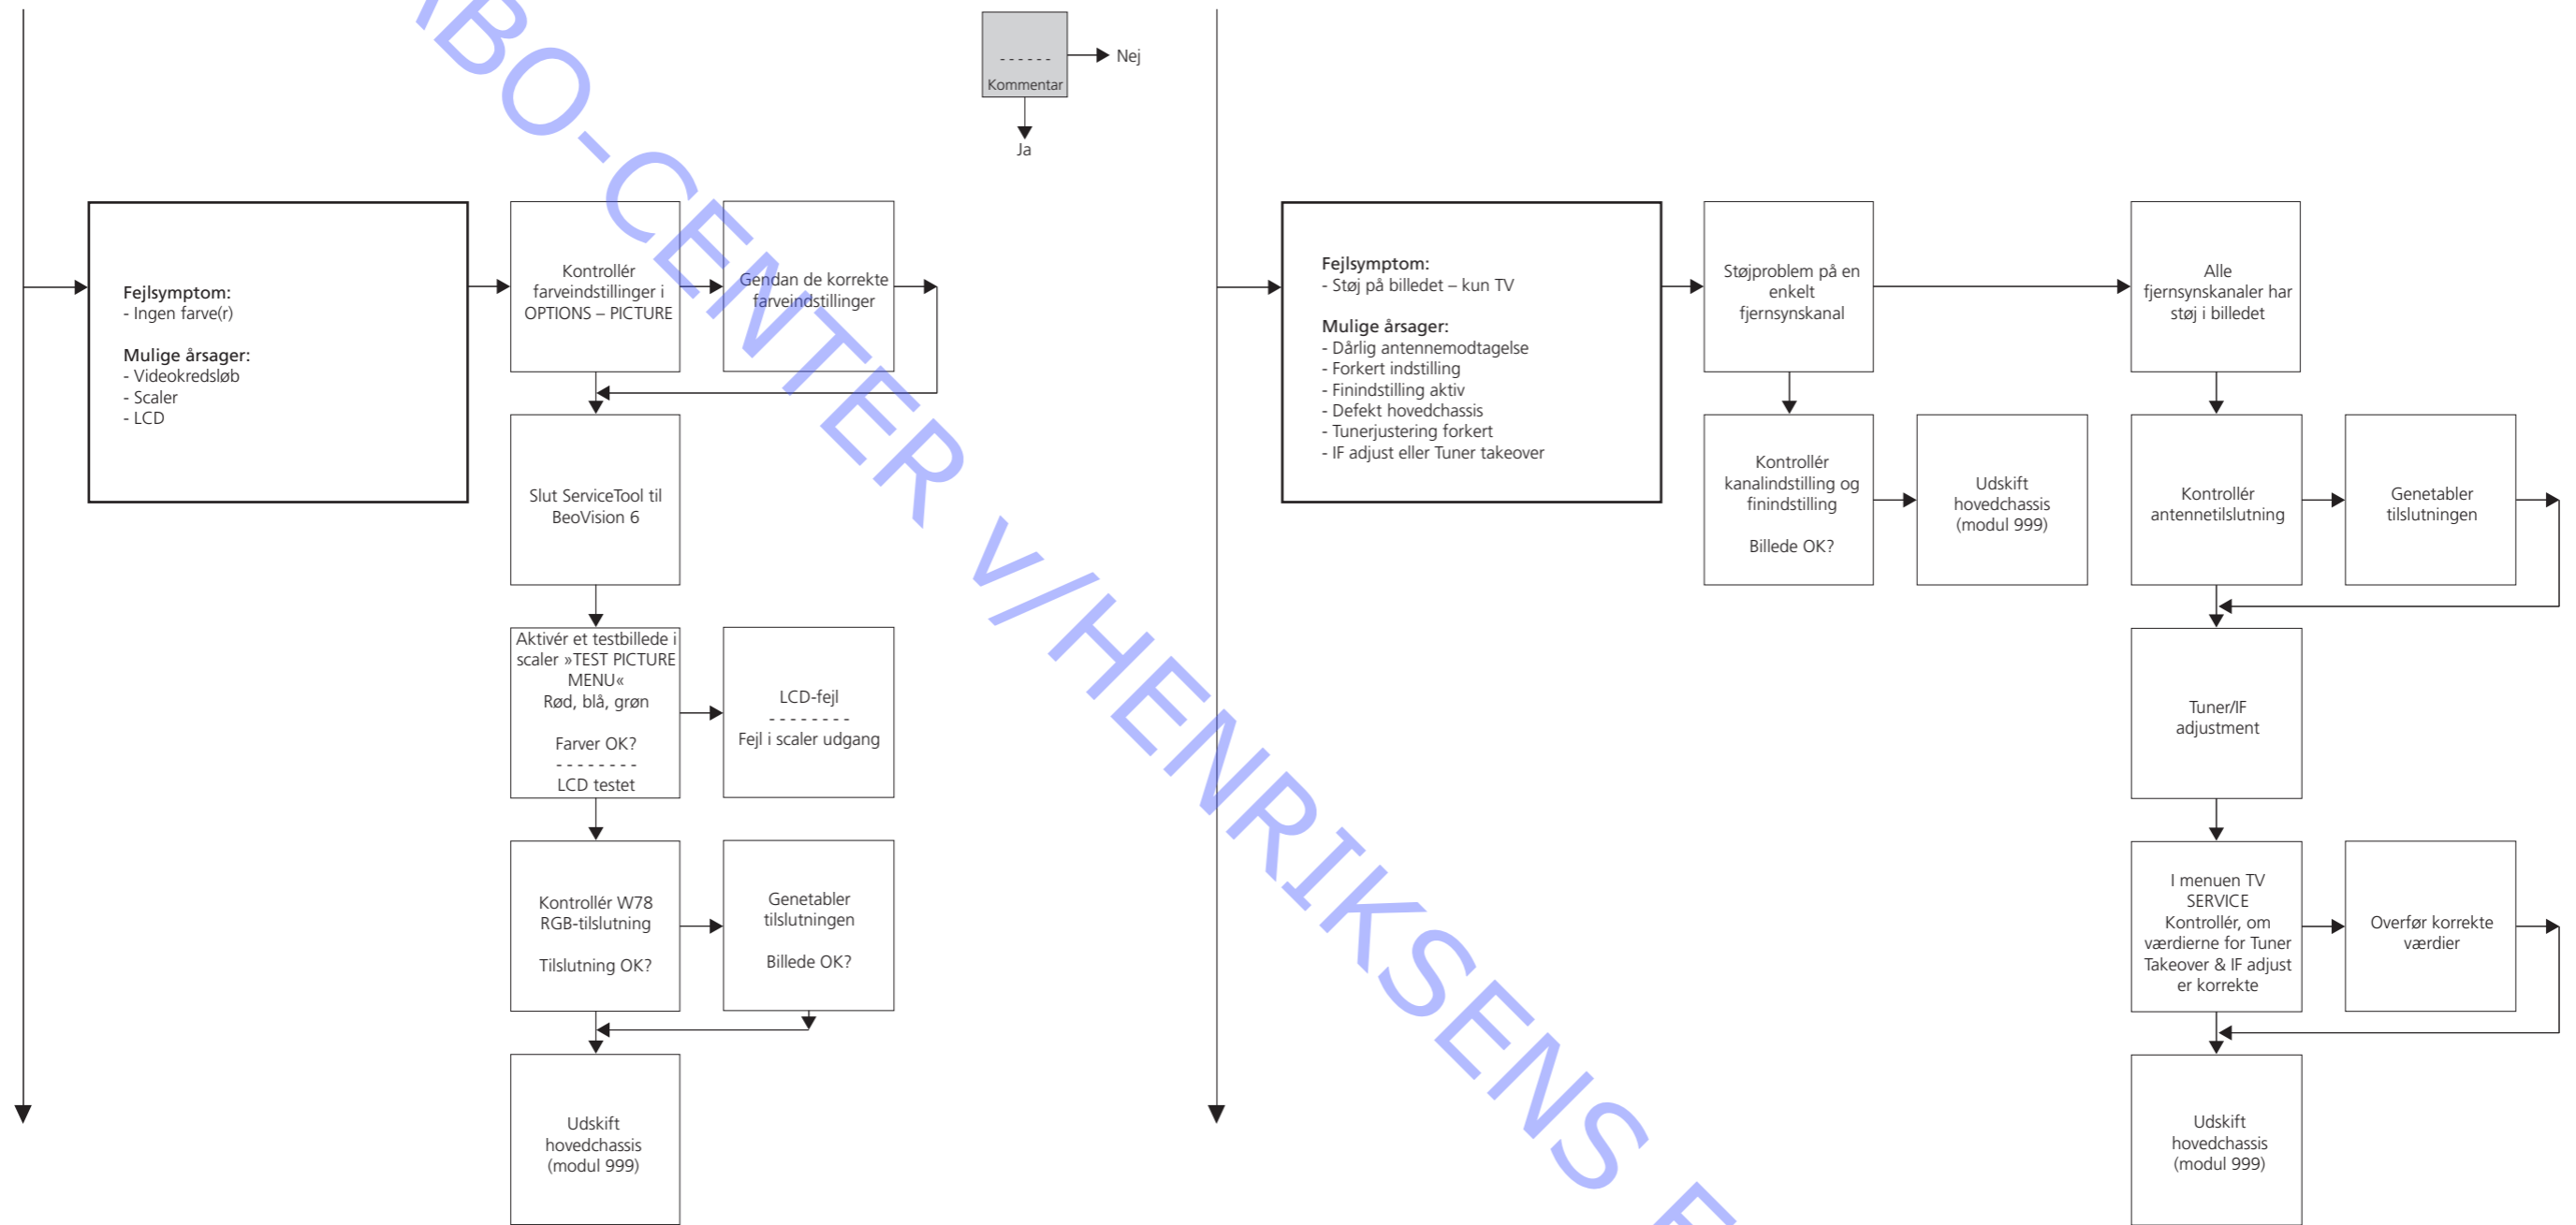 - - - - - -
Kommentar
Nej
Ja
Fejlsymptom:
- Ingen farve(r)
Mulige årsager:
- Videokredsløb
- Scaler
- LCD
Kontrollér
farveindstillinger i
OPTIONS – PICTURE
Gendan de korrekte
farveindstillinger
Slut ServiceTool til
BeoVision 6
Aktivér et testbillede i
scaler »TEST PICTURE
MENU«
Rød, blå, grøn
Farver OK?
- - - - - - - -
LCD testet
LCD-fejl
- - - - - - - -
Fejl i scaler udgang
Kontrollér W78
RGB-tilslutning
Tilslutning OK?
Genetabler
tilslutningen
Billede OK?
Udskift
hovedchassis
(modul 999)
Fejlsymptom:
- Støj på billedet – kun TV
Mulige årsager:
- Dårlig antennemodtagelse
- Forkert indstilling
- Finindstilling aktiv
- Defekt hovedchassis
- Tunerjustering forkert
- IF adjust eller Tuner takeover
Støjproblem på en
enkelt
fjernsynskanal
Alle
fjernsynskanaler har
støj i billedet
Kontrollér
kanalindstilling og
finindstilling
Billede OK?
Udskift
hovedchassis
(modul 999)
Kontrollér
antennetilslutning
Genetabler
tilslutningen
Tuner/IF
adjustment
I menuen TV
SERVICE
Kontrollér, om
værdierne for Tuner
Takeover & IF adjust
er korrekte
Overfør korrekte
værdier
Udskift
hovedchassis
(modul 999)
BO-CENTER v/HENRIKSENS